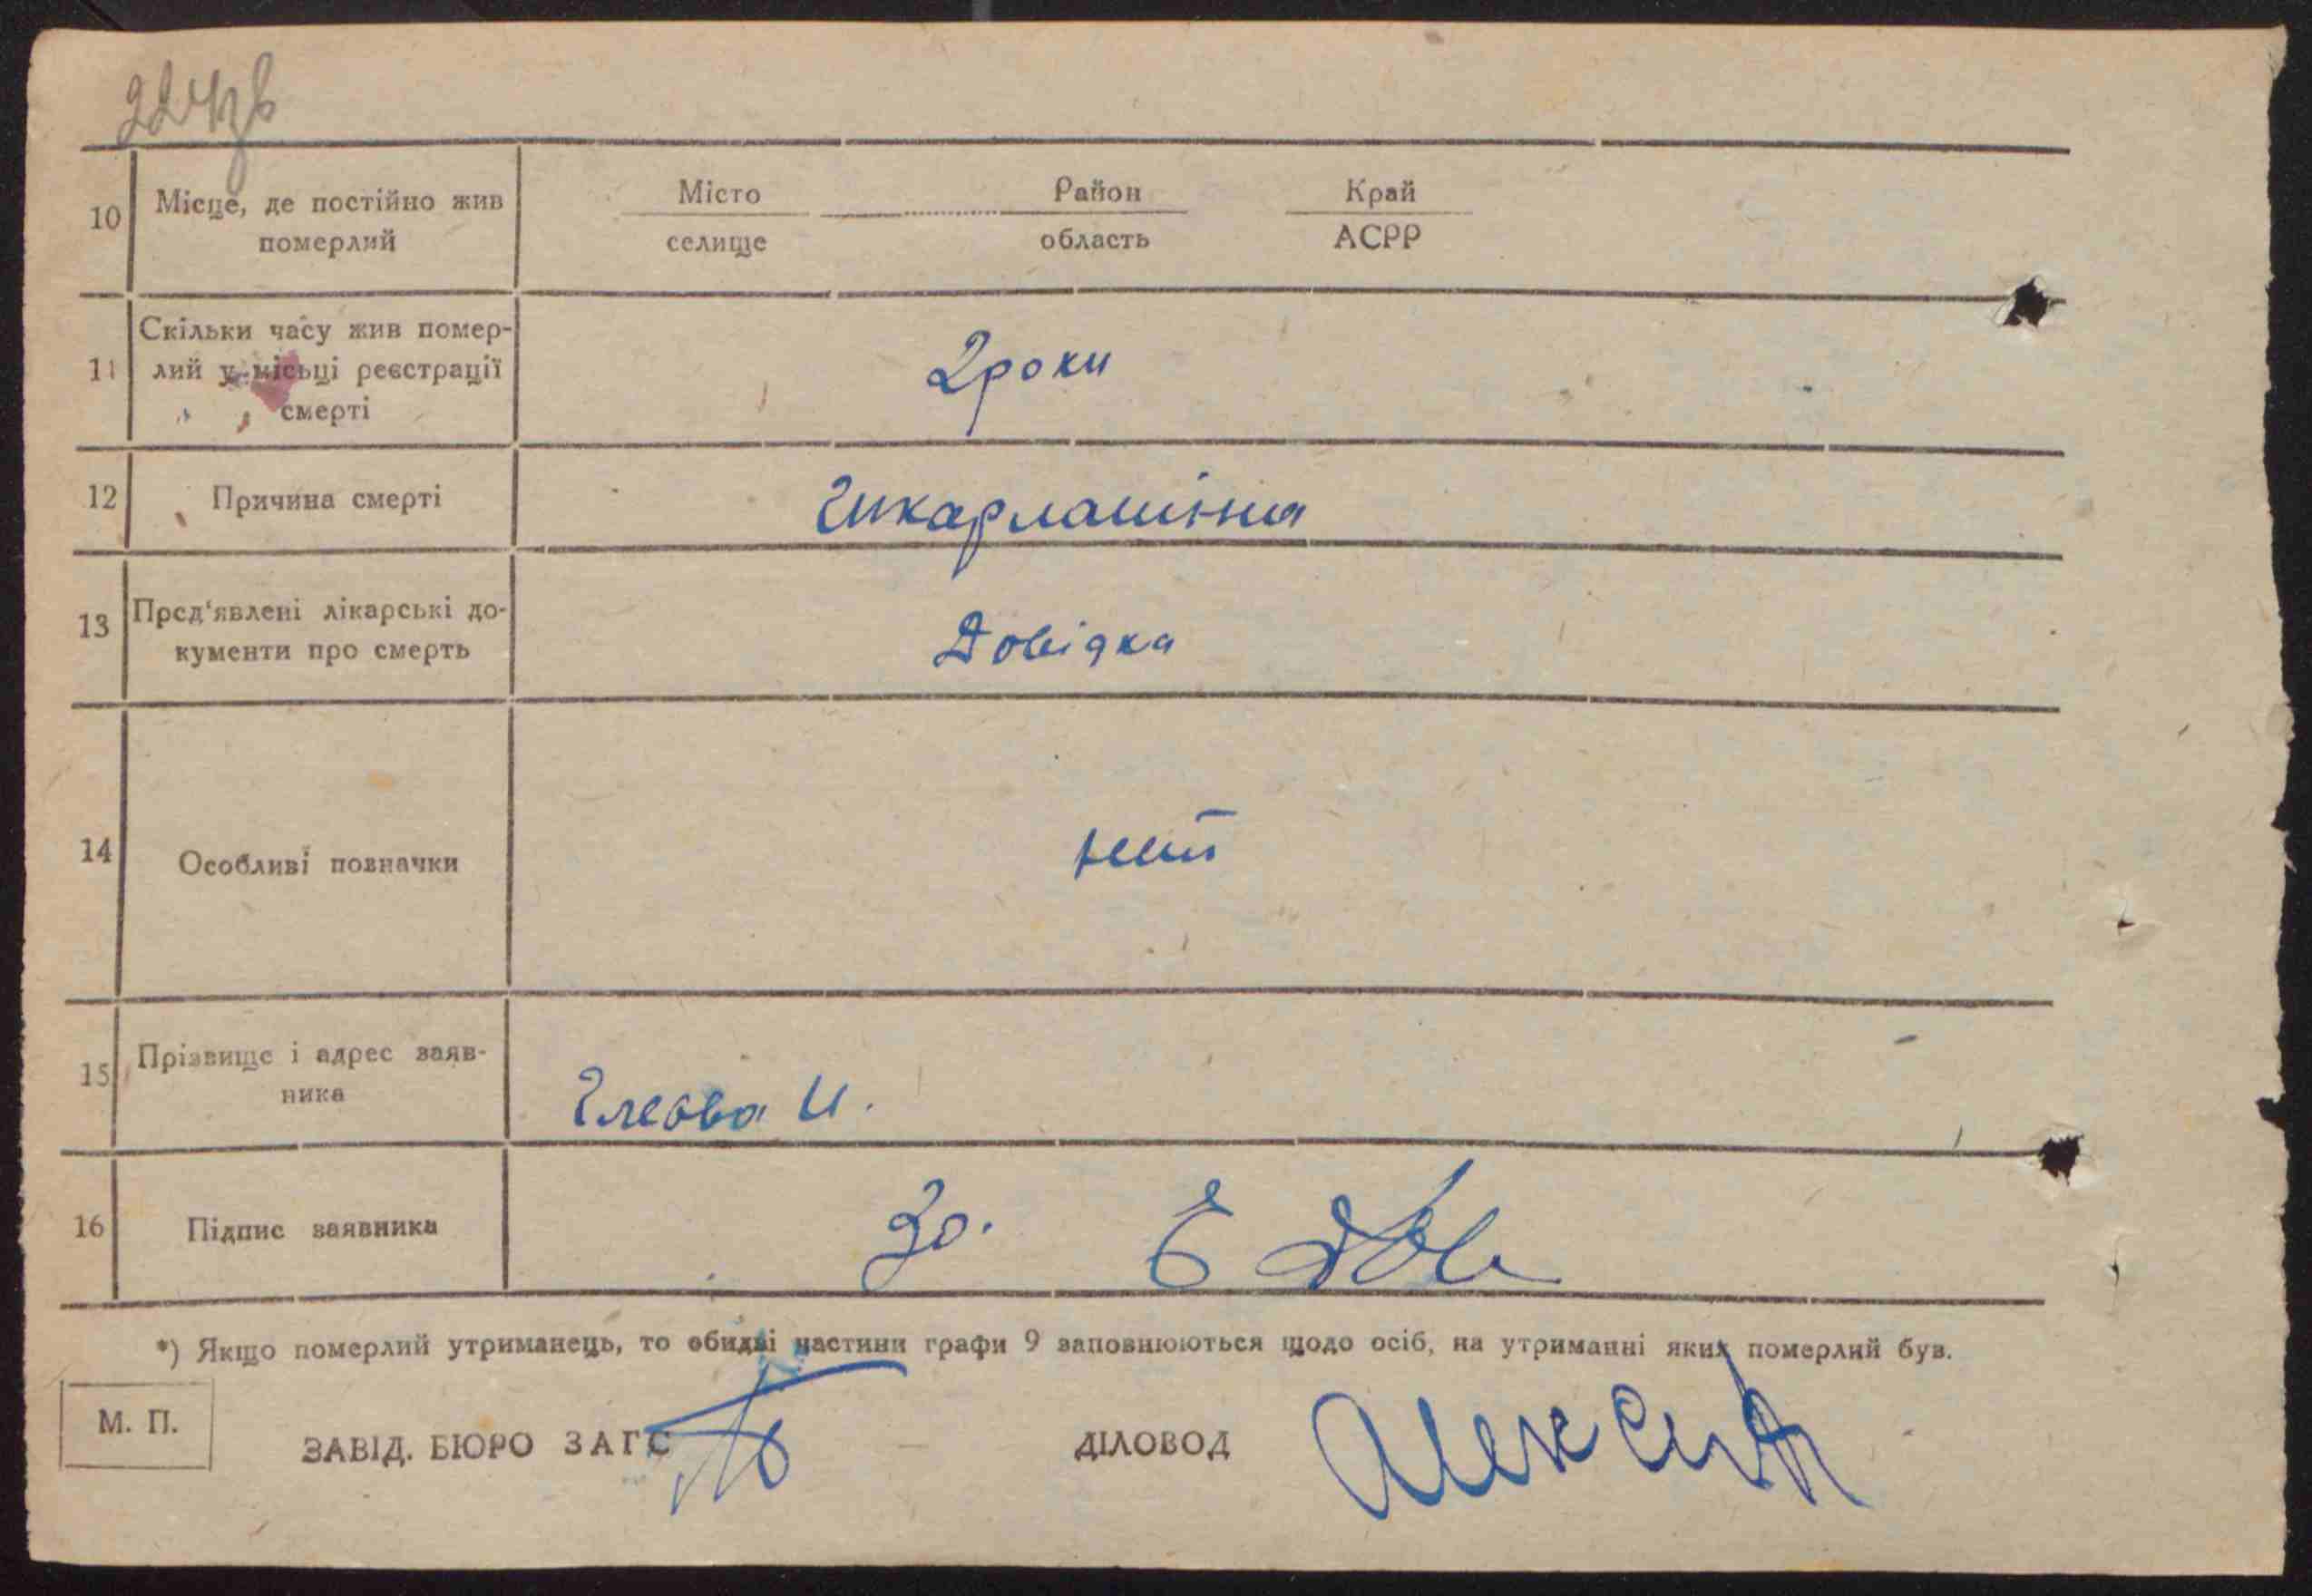 10
Місце, де постійно жив
померлий
Місто
селище
Район
область
Край
АСРР
11
Скільки часу жив помер-
лий у місьці реєстрації
смерті
2 роки
12
Причина смерті
13
Пред‘явлені лікарські до-
кументи про смерть
Довідка
14
Особливі позначки
нет
15
Прізвище і адрес заяв-
ника
И.
16
Підпис заявника
*) Якщо померлий утриманець, то обидві частини графи 9 заповнюються щодо осіб, на утриманні яких померлий був.
М. П.
ЗАВІД. БЮРО ЗАГС
ДІЛОВОД